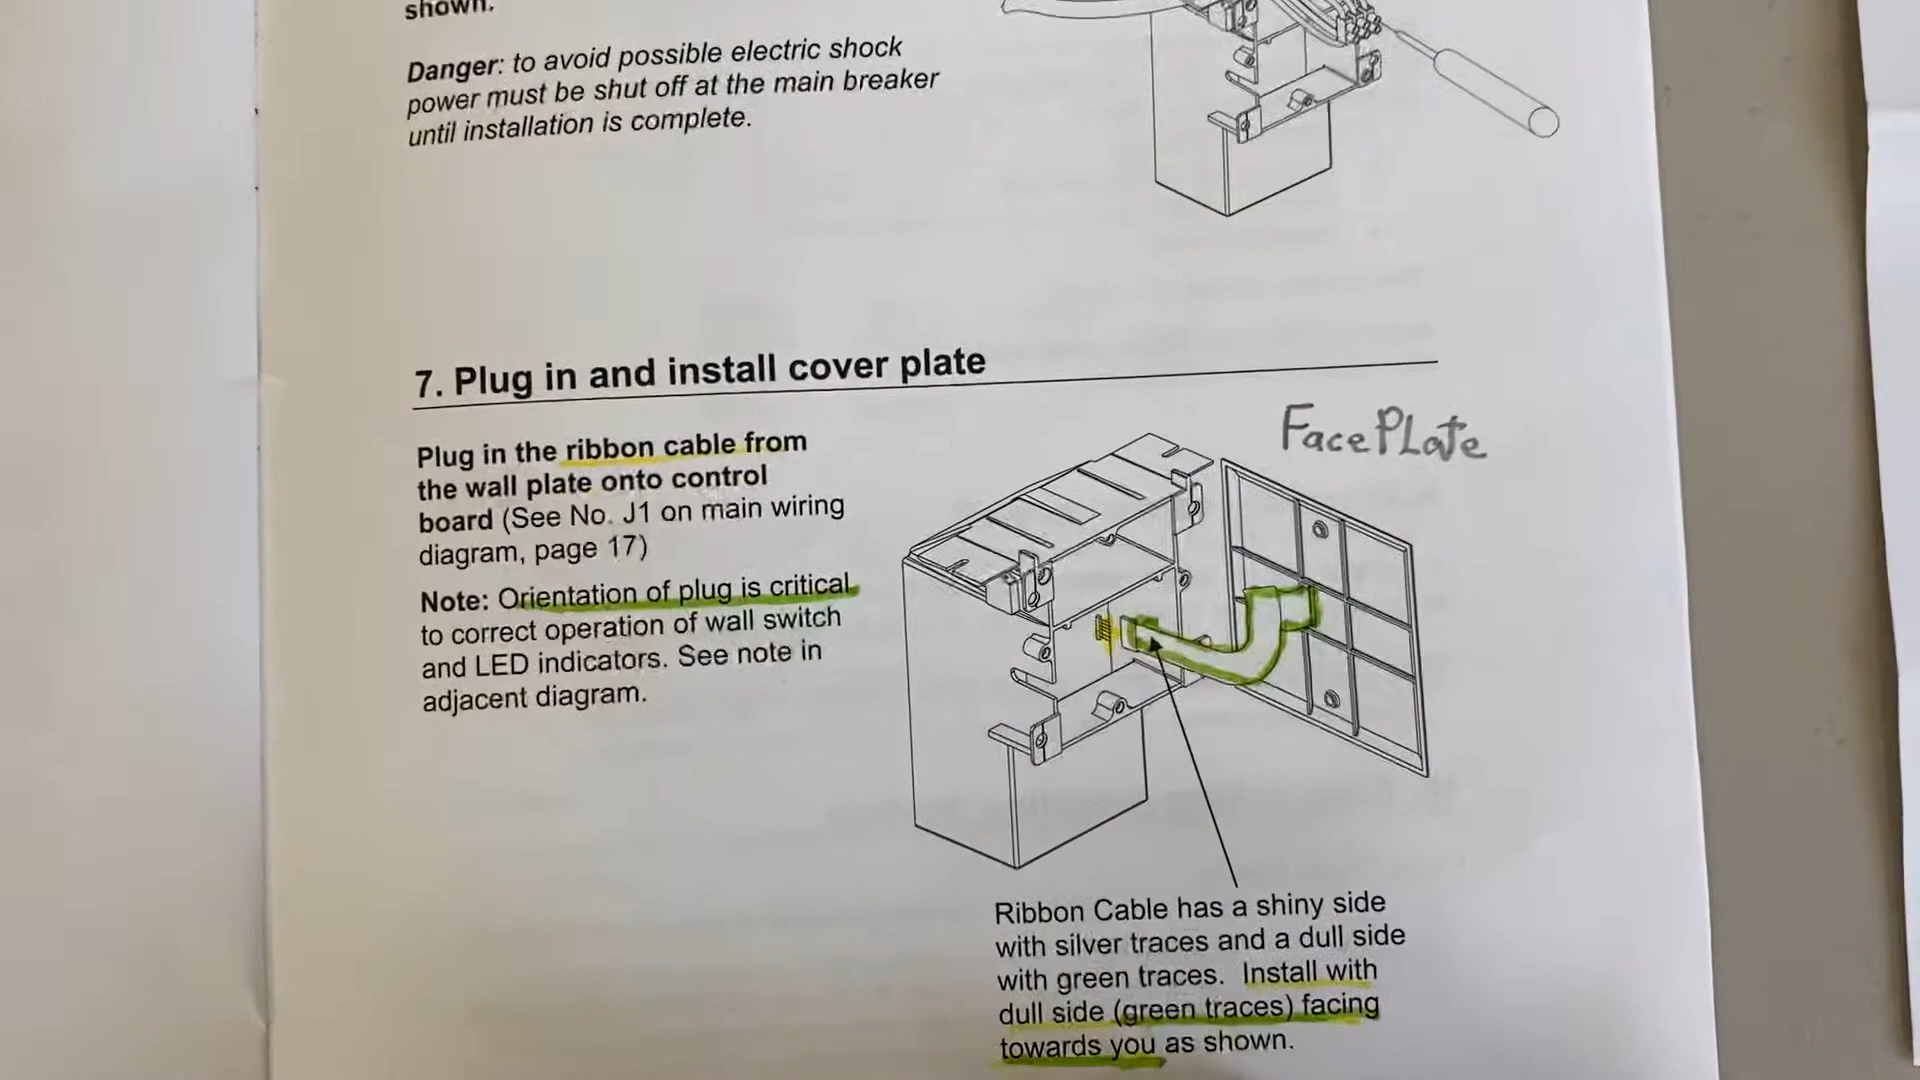 shown.
Danger: to avoid possible electric shock
power must be shut off at the main breaker
until installation is complete.
7. Plug in and install cover plate
FacePLate
Plug in the ribbon cable from
the wall plate onto control
board (See No. J1 on main wiring
diagram, page 17)
Note: Orientation of plug is critical
to correct operation of wall switch
and LED indicators. See note in
adjacent diagram.
Ribbon Cable has a shiny side
with silver traces and a dull side
with green traces. Install with
dull side (green traces) facing
towards you as shown.